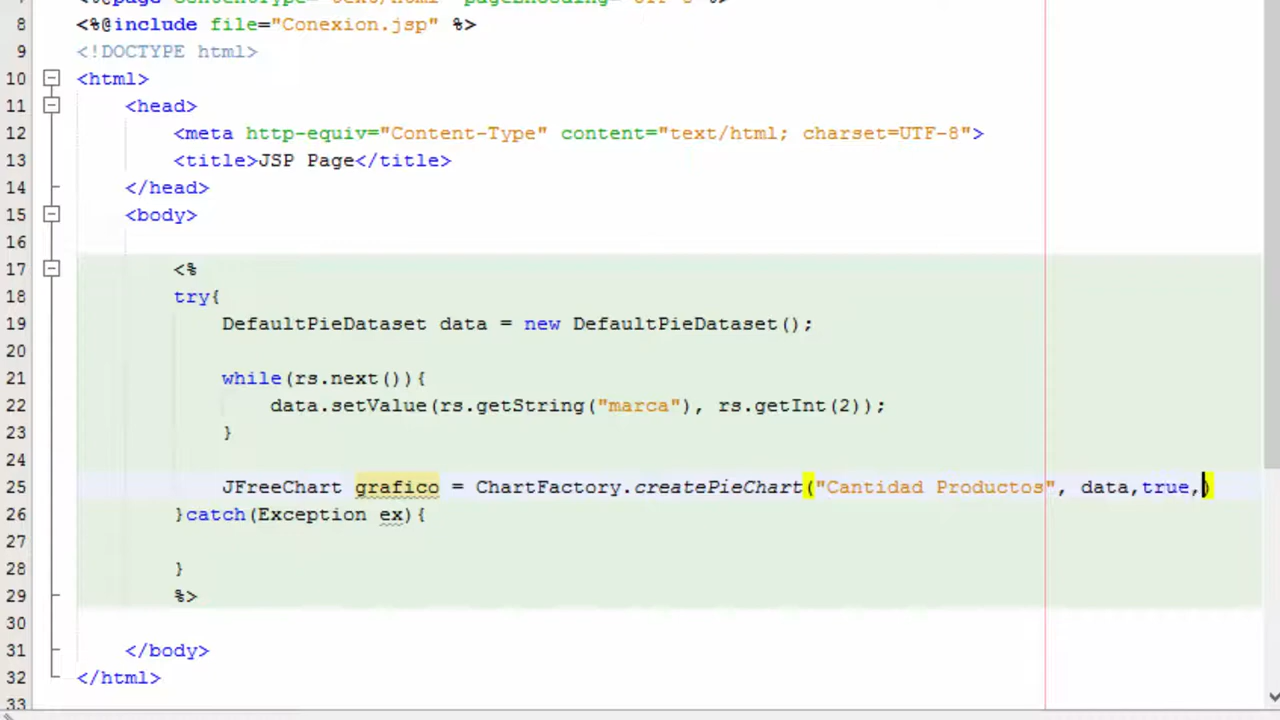 8 <%@include file="Conexion.jsp" %>
9 <!DOCTYPE html>
10 <html>
11 <head>
12 <meta http-equiv="Content-Type" content="text/html; charset=UTF-8">
13 <title>JSP Page</title>
14 </head>
15 <body>
16
17 <%
18 try{
19 DefaultPieDataset data = new DefaultPieDataset();
20
21 while(rs.next()){
22 data.setValue(rs.getString("marca"), rs.getInt(2));
23 }
24
25 JFreeChart grafico = ChartFactory.createPieChart("Cantidad Productos", data,true,)
26 }catch(Exception ex){
27
28 }
29 %>
30
31 </body>
32 </html>
33